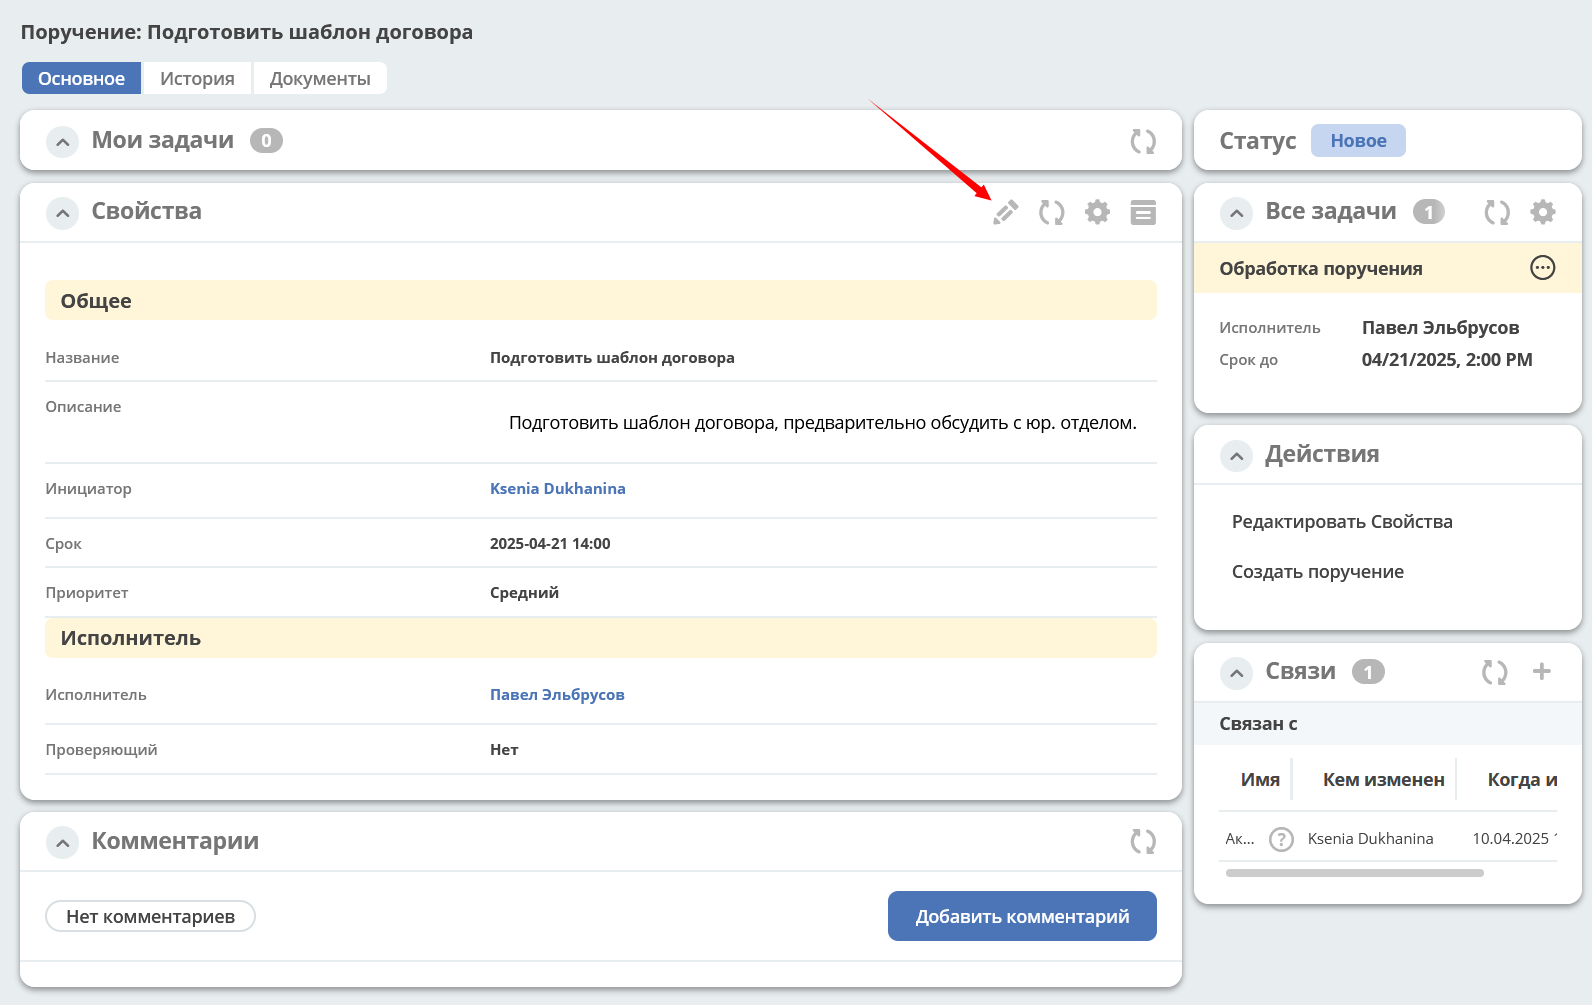 Поручение: Подготовить шаблон договора
Основное История Документы
Мои задачи 0
Статус Новое
Свойства
Общее
Название Подготовить шаблон договора
Описание Подготовить шаблон договора, предварительно обсудить с юр. отделом.
Инициатор Ksenia Dukhanina
Срок 2025-04-21 14:00
Приоритет Средний
Исполнитель
Исполнитель Павел Эльбрусов
Проверяющий Нет
Комментарии
Нет комментариев Добавить комментарий
Все задачи 1
Обработка поручения
Исполнитель Павел Эльбрусов
Срок до 04/21/2025, 2:00 PM
Действия
Редактировать Свойства
Создать поручение
Связи 1
Связан с
Имя Кем изменен Когда и
Ак... ? Ksenia Dukhanina 10.04.2025